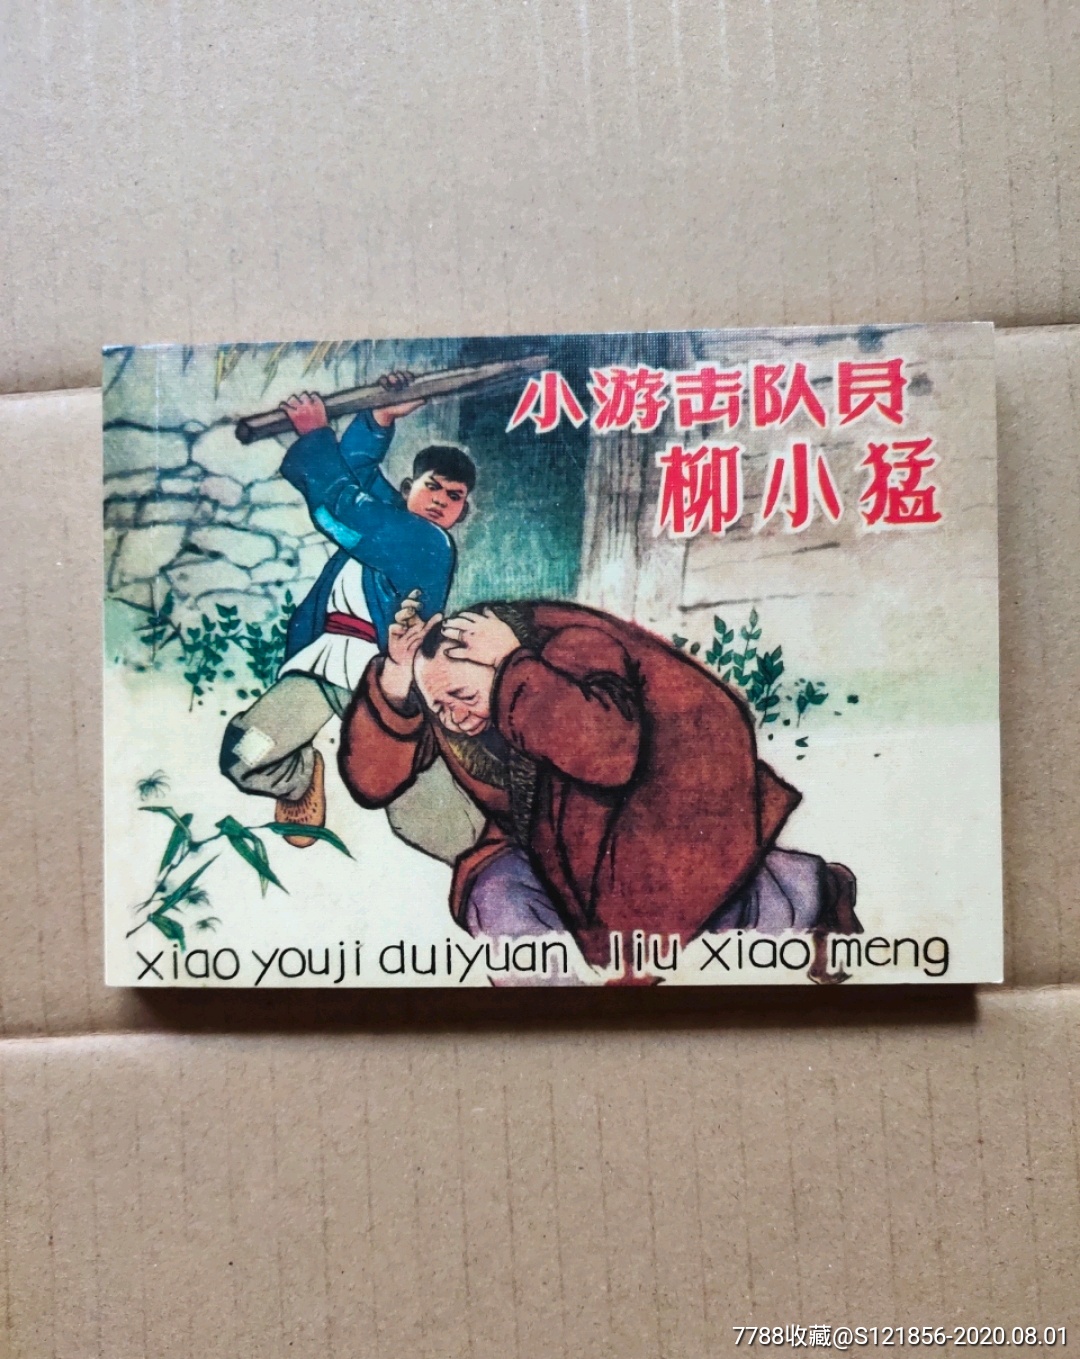 小游击队员
柳小猛
xiao youji duiyuan liu xiao meng
7788收藏@S121856-2020.08.01